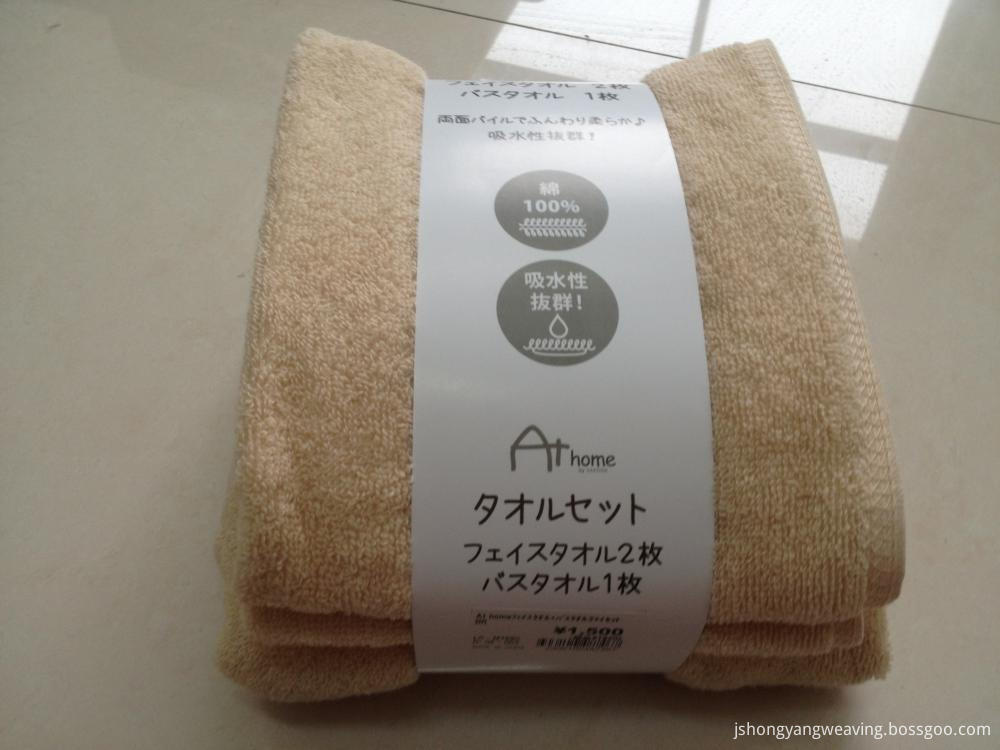 フェイスタオル 2枚
バスタオル 1枚
両面パイルでふんわり柔らか♪
吸水性抜群!
綿
100%
吸水性
抜群!
At home
タオルセット
フェイスタオル2枚
バスタオル1枚
¥1,500
jshongyangweaving.bossgoo.com